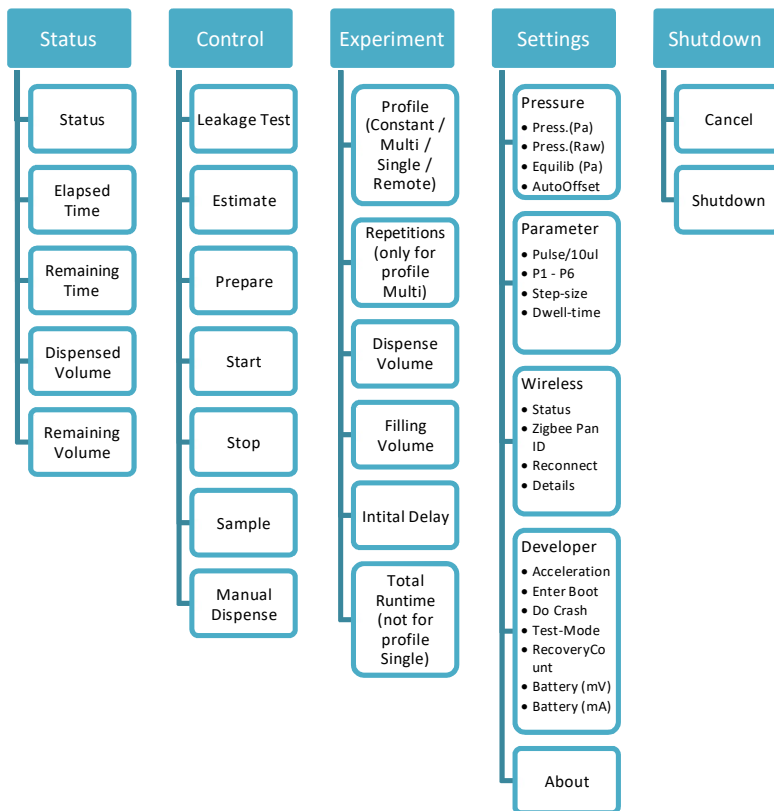 Status
Status
Elapsed
Time
Remaining
Time
Dispensed
Volume
Remaining
Volume
Control
Leakage Test
Estimate
Prepare
Start
Stop
Sample
Manual
Dispense
Experiment
Profile
(Constant /
Multi /
Single /
Remote)
Repetitions
(only for
profile
Multi)
Dispense
Volume
Filling
Volume
Intital Delay
Total
Runtime
(not for
profile
Single)
Settings
Pressure
• Press.(Pa)
• Press.(Raw)
• Equilib (Pa)
• AutoOffset
Parameter
• Pulse/10ul
• P1 - P6
• Step-size
• Dwell-time
Wireless
• Status
• Zigbee Pan
ID
• Reconnect
• Details
Developer
• Acceleration
• Enter Boot
• Do Crash
• Test-Mode
• RecoveryCo
unt
• Battery (mV)
• Battery (mA)
About
Shutdown
Cancel
Shutdown